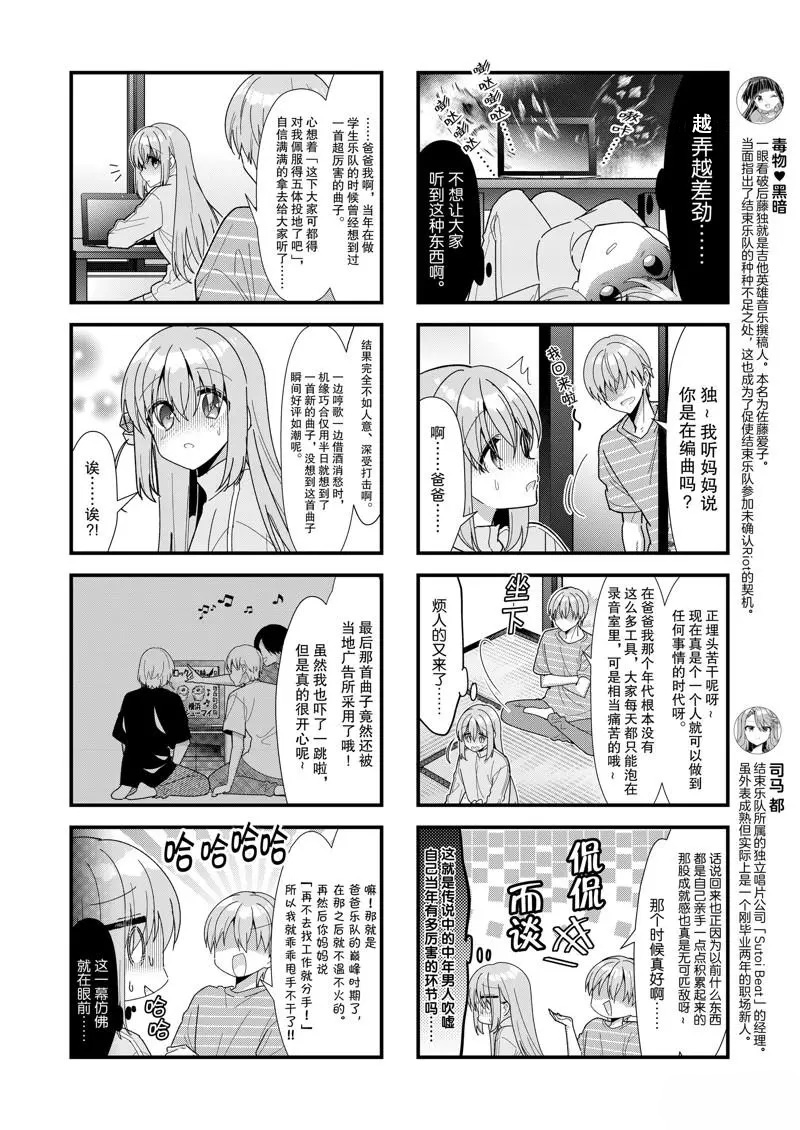 毒物♥黑暗
一眼看破后藤独就是吉他英雄音乐撰稿人。本名为佐藤爱子。
当面指出了结束乐队的种种不足之处，这也成为了促使结束乐队参加未确认Riot的契机。
司马 都
结束乐队所属的独立唱片公司「Sutoi Beat」的经理。
虽外表成熟但实际上是一个刚毕业两年的职场新人。
越弄越差劲……
嘭
哒
嘭
哒
不想让大家
听到这种东西啊。
我回来啦
独~我听妈妈说
你是在编曲吗？
啊……爸爸……
坐下
正埋头苦干呢呀~
现在真是个一个人就可以做到
任何事情的时代呀。
在爸爸我那个年代根本没有
这么多工具，大家每天都只能泡在
录音室里，可是相当痛苦的哦~
烦人的又来了……
侃侃
而谈
话说回来也正因为以前什么东西
都是自己亲手一点点积累起来的
那股成就感也真是无可匹敌呀~
那个时候真好啊……
这就是传说中的中年男人吹嘘
自己当年有多厉害的环节吗……
……爸爸我啊，当年在做
学生乐队的时候曾经想到过
一首超厉害的曲子。
心想着「这下大家可都得
对我佩服得五体投地了吧」，
自信满满的拿去给大家听了……
结果完全不如人意、深受打击啊。
一边哼歌一边借酒消愁时，
机缘巧合仅用半日就想到了
一首新的曲子，没想到这首曲子
瞬间好评如潮呢。
诶……诶?!
最后那首曲子竟然还被
当地广告所采用了哦！
虽然我也吓了一跳啦，
但是真的很开心呢~
横浜
シューマイ
哈哈哈哈
嘛！那就是
爸爸乐队的巅峰时期了，
在那之后就不温不火的。
再然后你妈妈说
「再不去找工作就分手！」
所以我就乖乖甩手不干了!!
哈哈
这一幕仿佛
就在眼前……